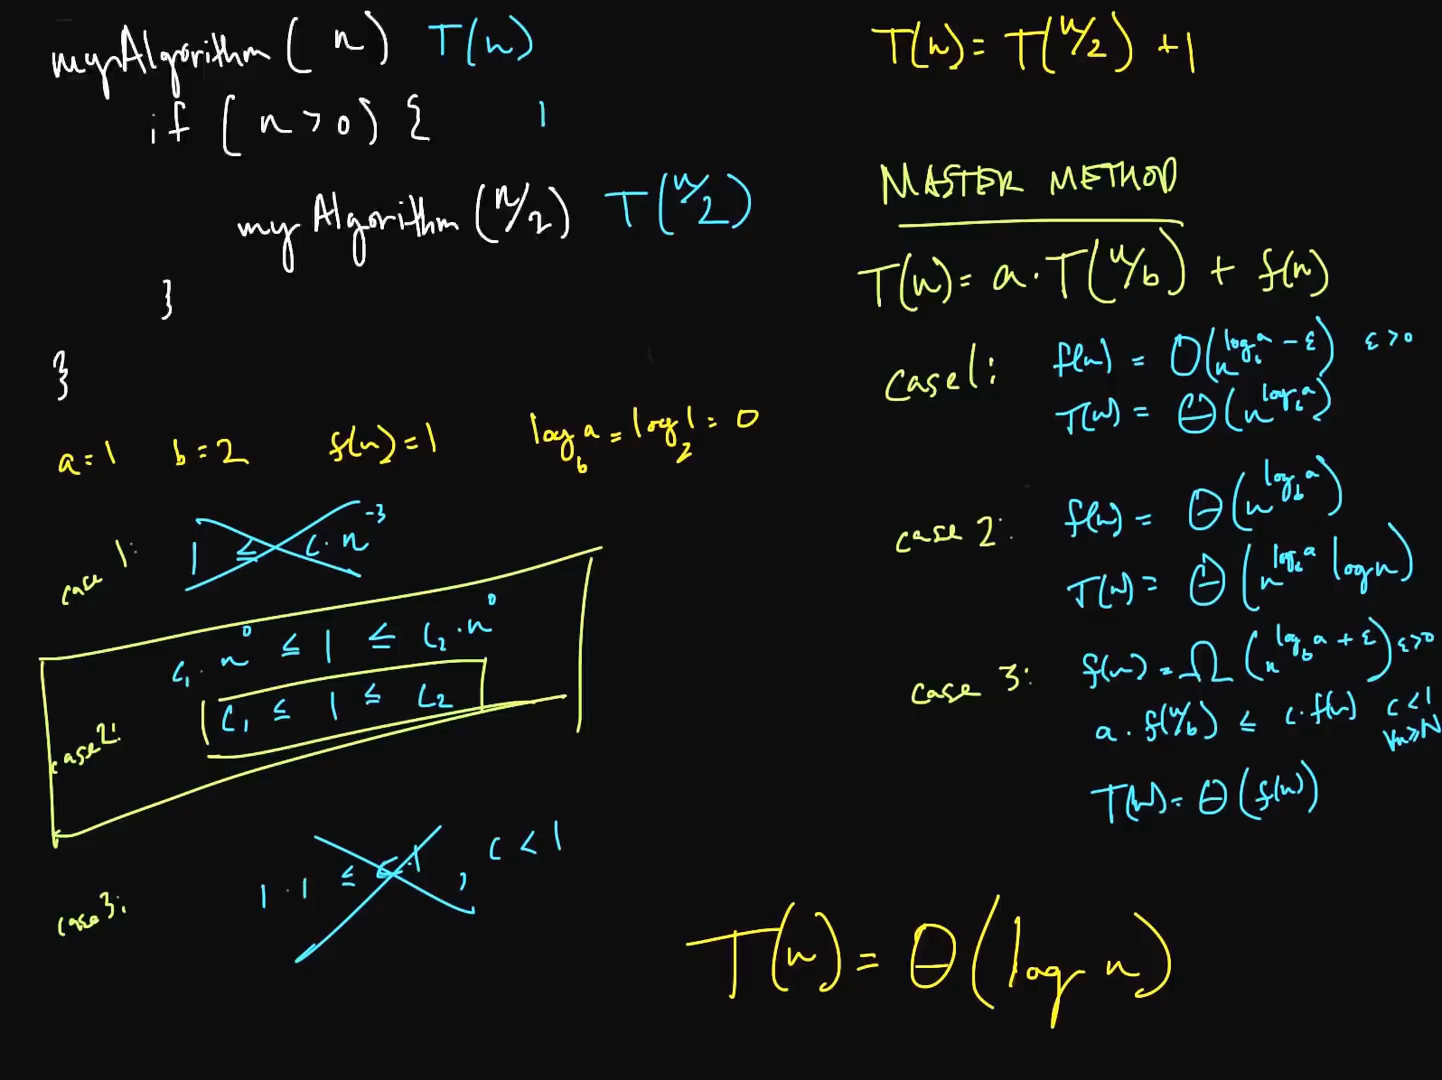 myAlgorithm(n) T(n)
if (n>0) { 1
myAlgorithm(n/2) T(n/2)
}
}
a=1 b=2 f(n)=1 log_b a = log_2 1 = 0
case 1: 1 ≤ c·n^-3
case 2: c₁·n^0 ≤ 1 ≤ c₂·n^0
c₁ ≤ 1 ≤ c₂
case 3: 1·1 ≤ c·1, c<1
T(n)= T(n/2) +1
MASTER METHOD
T(n)= a·T(n/b) + f(n)
case 1: f(n) = O(n^(log_b a - ε) ) ε>0
T(n) = Θ(n^(log_b a))
case 2: f(n) = Θ(n^(log_b a))
T(n) = Θ(n^(log_b a) log n)
case 3: f(n) = Ω(n^(log_b a + ε)) ε>0
a·f(n/b) ≤ c·f(n) c<1
∀n≥N
T(n)= Θ(f(n))
T(n) = Θ(log n)